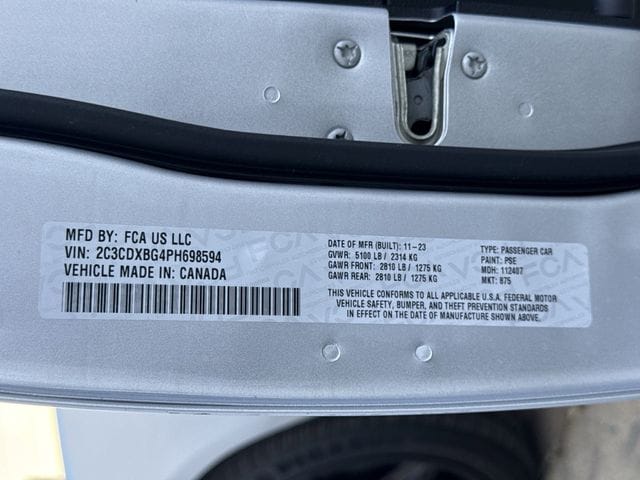 MFD BY: FCA US LLC
VIN: 2C3CDXBG4PH698594
VEHICLE MADE IN: CANADA
DATE OF MFR (BUILT): 11-23
GVWR: 5100 LB / 2314 KG
GAWR FRONT: 2810 LB / 1275 KG
GAWR REAR: 2810 LB / 1275 KG
TYPE: PASSENGER CAR
PAINT: PSE
MDH: 112407
MKT: 875
THIS VEHICLE CONFORMS TO ALL APPLICABLE U.S.A. FEDERAL MOTOR
VEHICLE SAFETY, BUMPER, AND THEFT PREVENTION STANDARDS
IN EFFECT ON THE DATE OF MANUFACTURE SHOWN ABOVE.